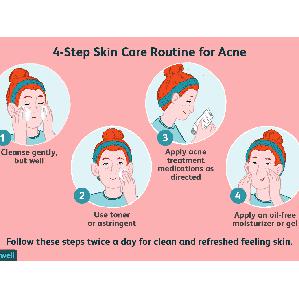 4-Step Skin Care Routine for Acne
1
Cleanse gently,
but well
2
Use toner
or astringent
3
Apply acne
treatment
medications as
directed
4
Apply an oil-free
moisturizer or gel
Follow these steps twice a day for clean and refreshed feeling skin.
well